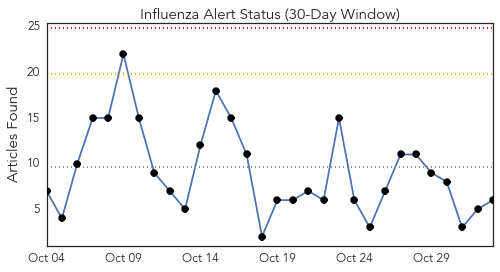 Influenza Alert Status (30-Day Window)
25
20
15
10
5
Articles Found
Oct 04 Oct 09 Oct 14 Oct 19 Oct 24 Oct 29